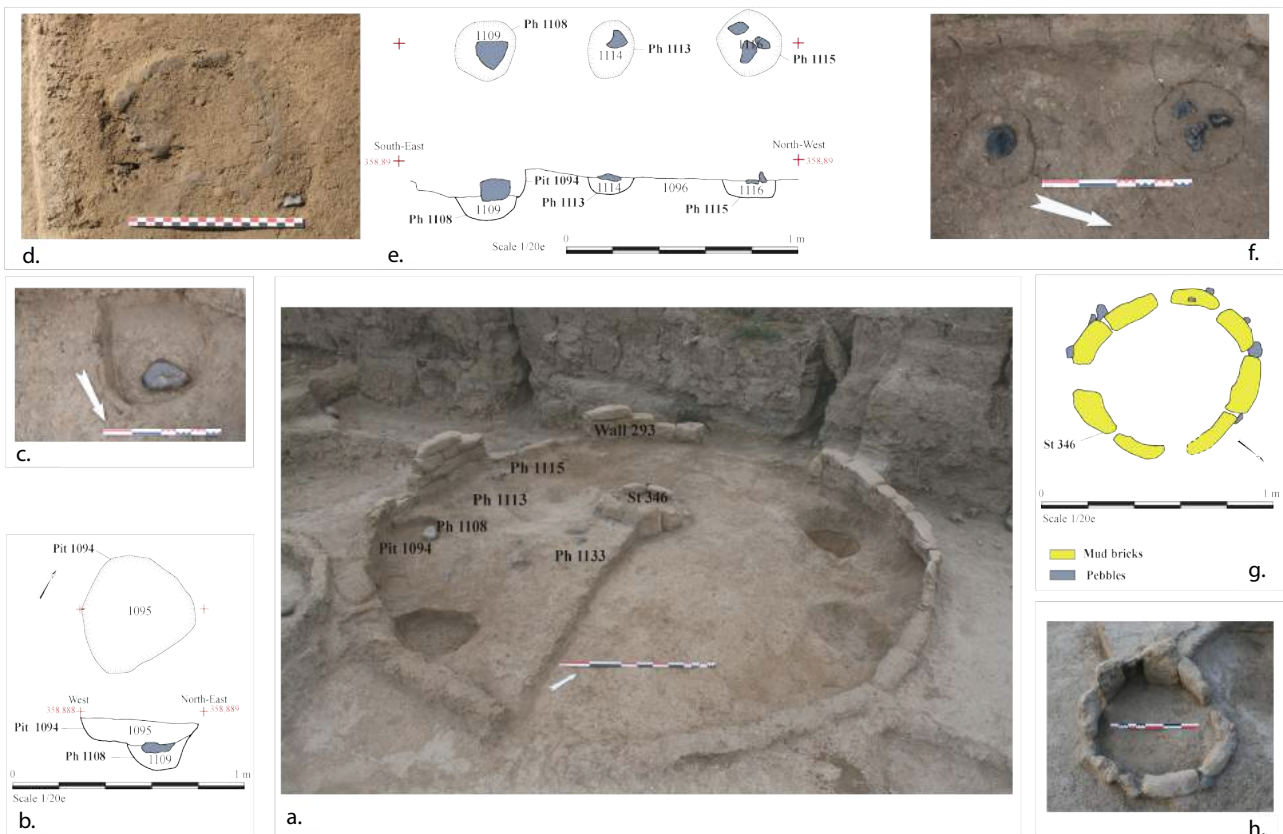 d.
1109
Ph 1108
1114
Ph 1113
1116
Ph 1115
South-East
358,89
North-West
358,89
Pit 1094
1114
1096
1116
Ph 1108
1109
Ph 1113
Ph 1115
Scale 1/20e
0
1 m
e.
f.
c.
Pit 1094
1095
West
358,888
North-East
358,889
Pit 1094
1095
Ph 1108
1109
0
1 m
Scale 1/20e
b.
Wall 293
Ph 1115
St 346
Ph 1113
Ph 1108
Pit 1094
Ph 1133
a.
St 346
0
1 m
Scale 1/20e
Mud bricks
Pebbles
g.
h.